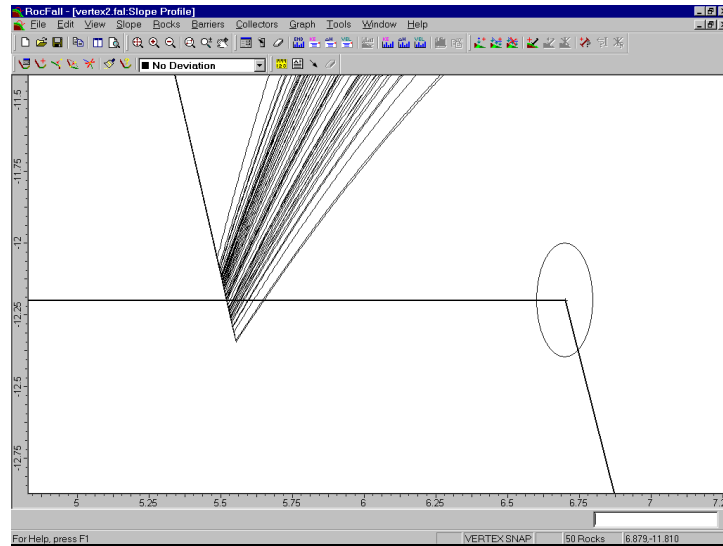 RocFall - [vertex2.fal:Slope Profile]
File Edit View Slope Rocks Barriers Collectors Graph Tools Window Help
No Deviation
-11.5
-11.75
-12
-12.25
-12.5
-12.75
5 5.25 5.5 5.75 6 6.25 6.5 6.75 7 7.2
For Help, press F1 VERTEX SNAP 50 Rocks 6.879,-11.810